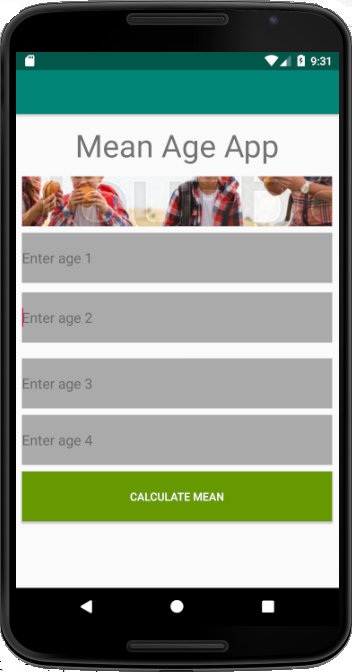 9:31
Mean Age App
Enter age 1
Enter age 2
Enter age 3
Enter age 4
CALCULATE MEAN